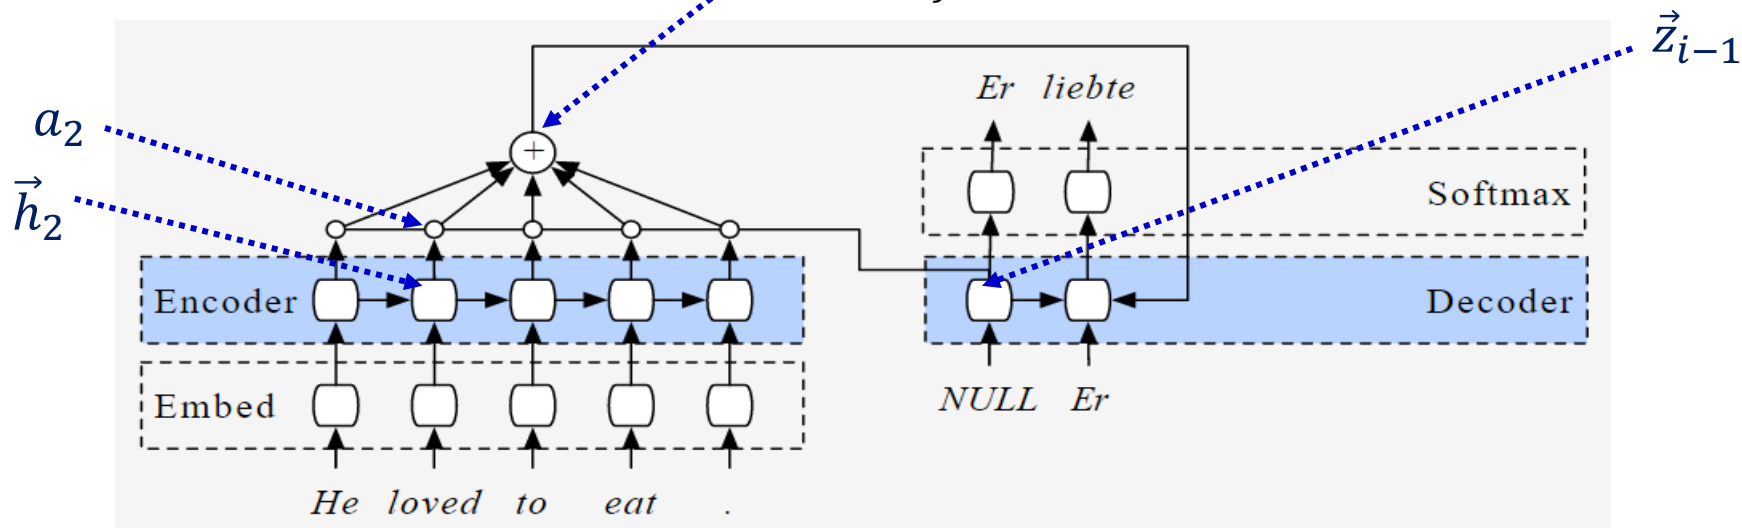 z⃗ᵢ₋₁
Er liebte
a₂
+
Softmax
h⃗₂
Encoder
Decoder
Embed
NULL Er
He loved to eat .